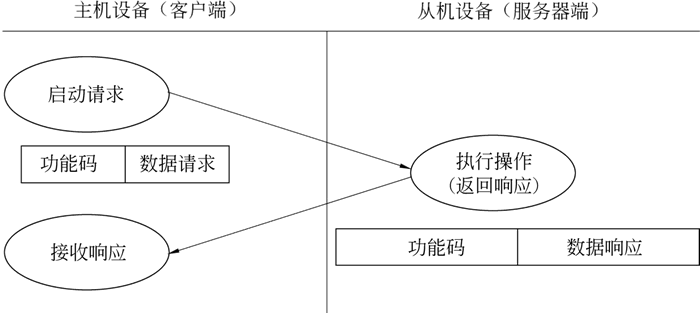 主机设备（客户端）
从机设备（服务器端）
启动请求
功能码
数据请求
执行操作
（返回响应）
接收响应
功能码
数据响应